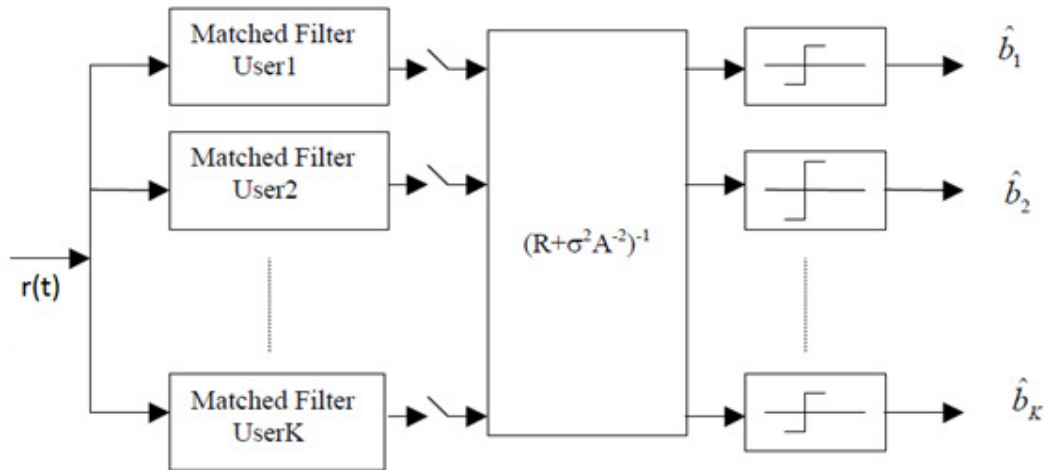 Matched Filter
User1
b̂₁
Matched Filter
User2
b̂₂
(R+σ²A⁻²)⁻¹
r(t)
Matched Filter
UserK
b̂_K